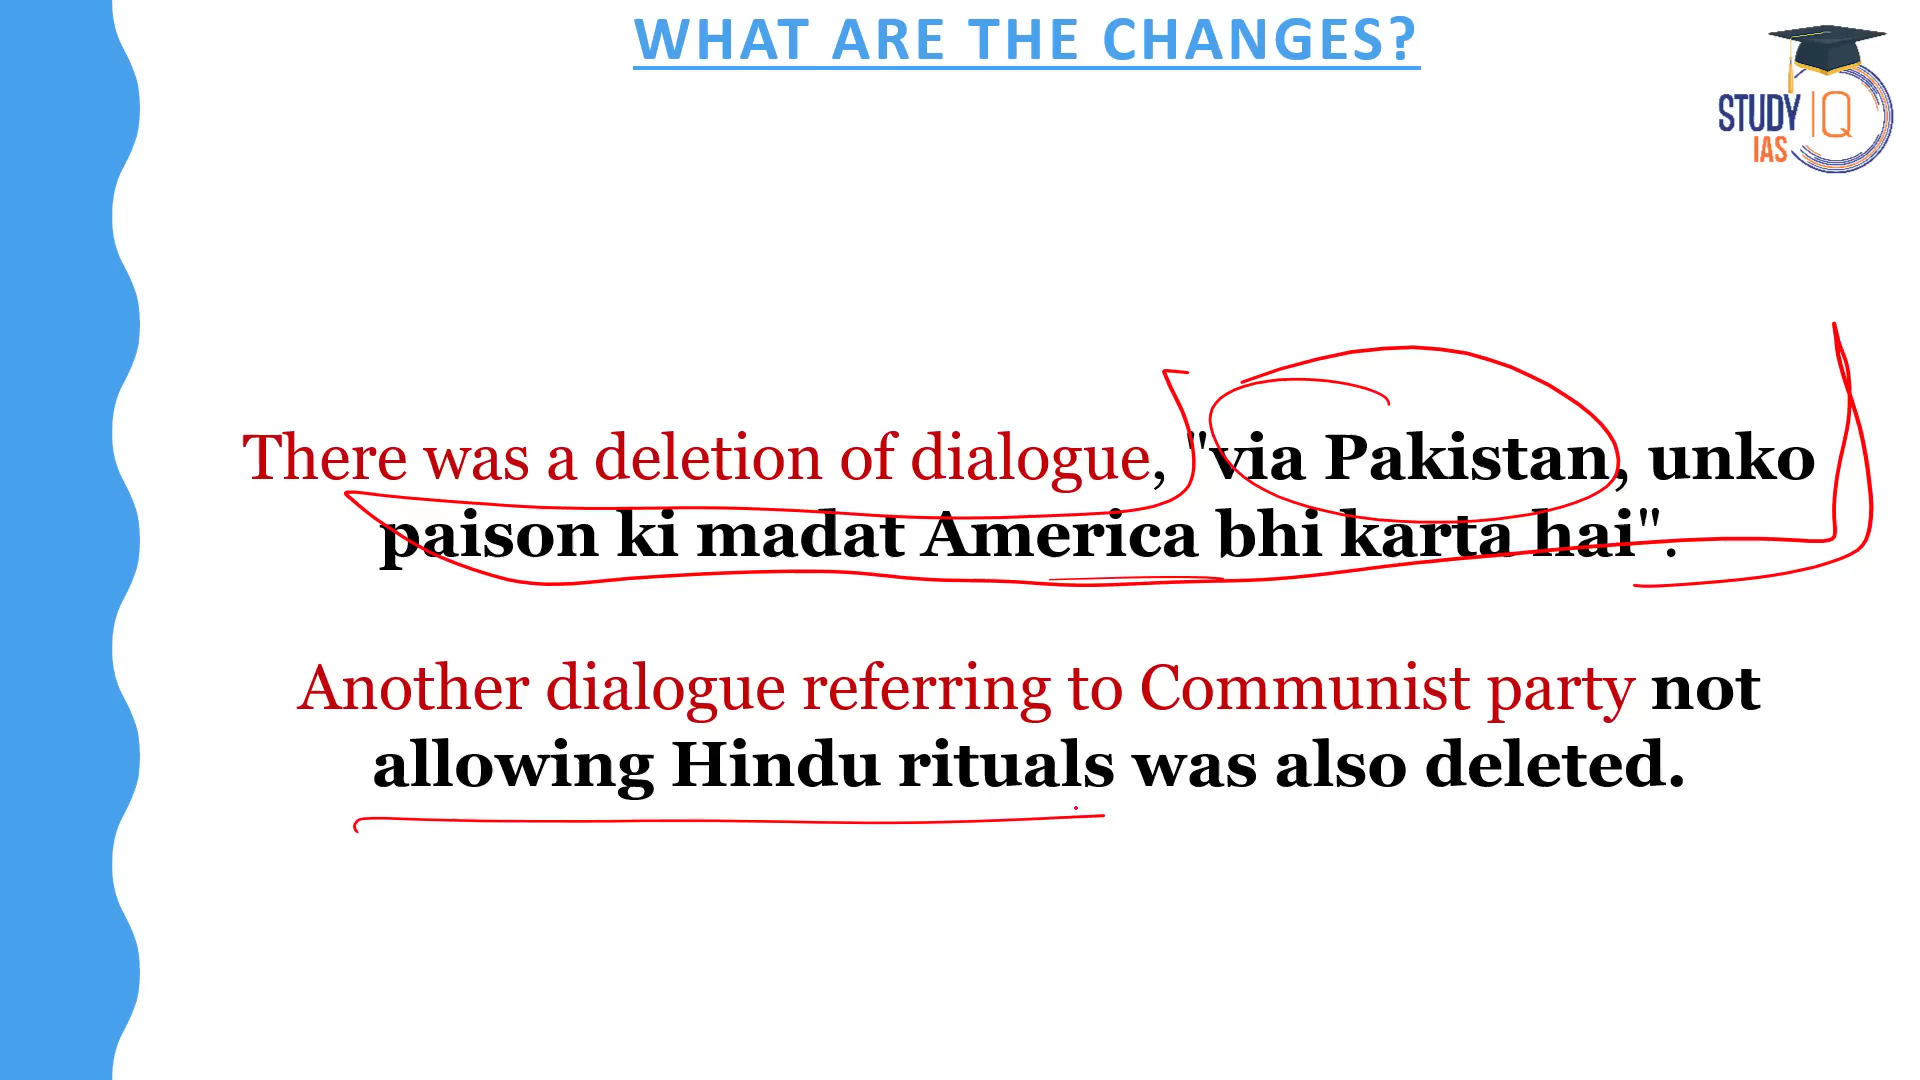 WHAT ARE THE CHANGES?
STUDY IQ
IAS
There was a deletion of dialogue, "via Pakistan, unko
paison ki madat America bhi karta hai".
Another dialogue referring to Communist party not
allowing Hindu rituals was also deleted.